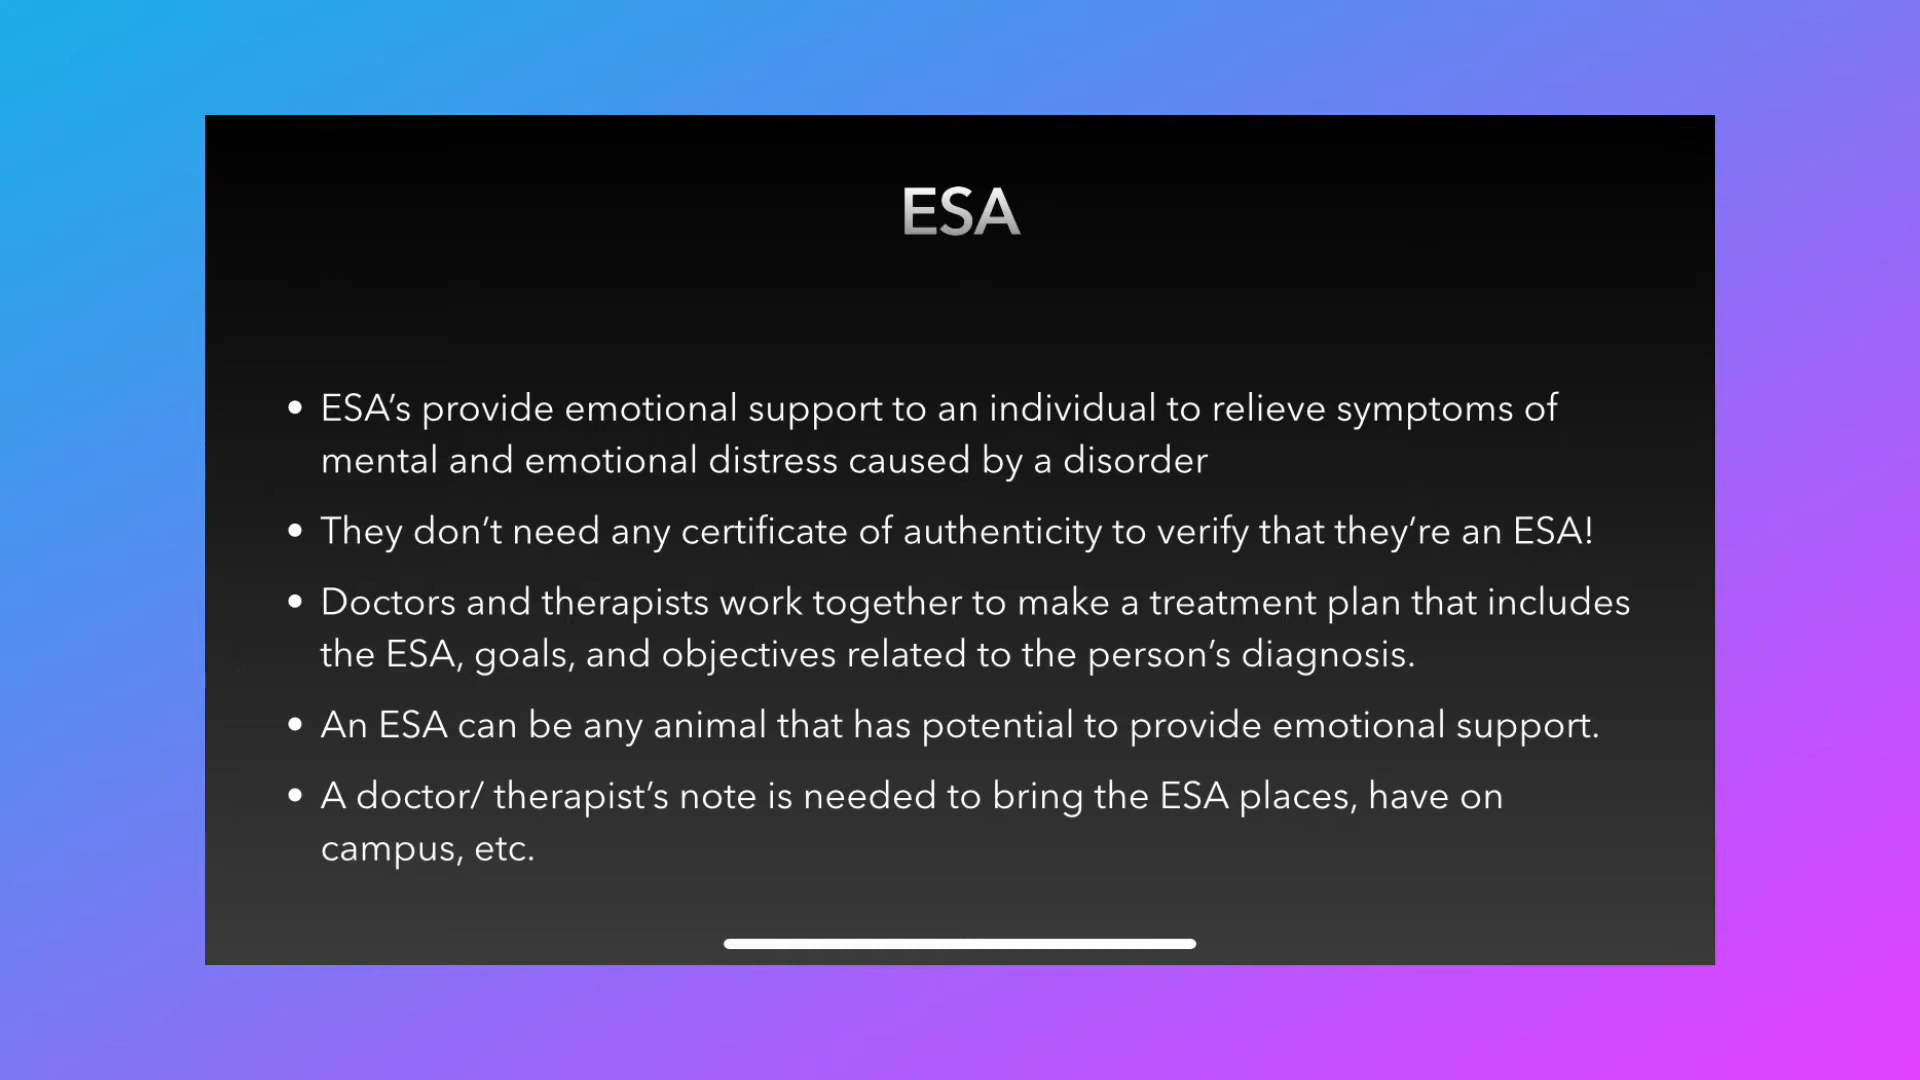 ESA
• ESA’s provide emotional support to an individual to relieve symptoms of
mental and emotional distress caused by a disorder
• They don’t need any certificate of authenticity to verify that they’re an ESA!
• Doctors and therapists work together to make a treatment plan that includes
the ESA, goals, and objectives related to the person’s diagnosis.
• An ESA can be any animal that has potential to provide emotional support.
• A doctor/ therapist’s note is needed to bring the ESA places, have on
campus, etc.